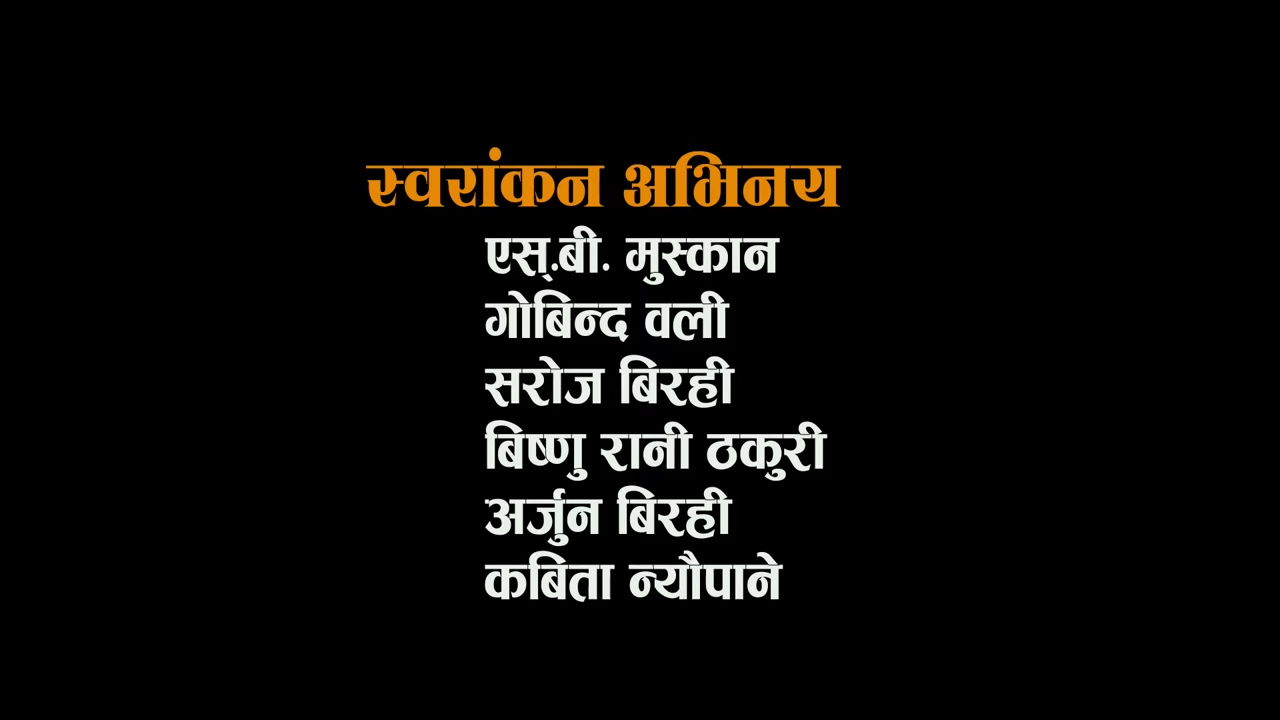 स्वरांकन अभिनय
एस्.बी. मुस्कान
गोबिन्द वली
सरोज बिरही
बिष्णु रानी ठकुरी
अर्जुन बिरही
कबिता न्यौपाने